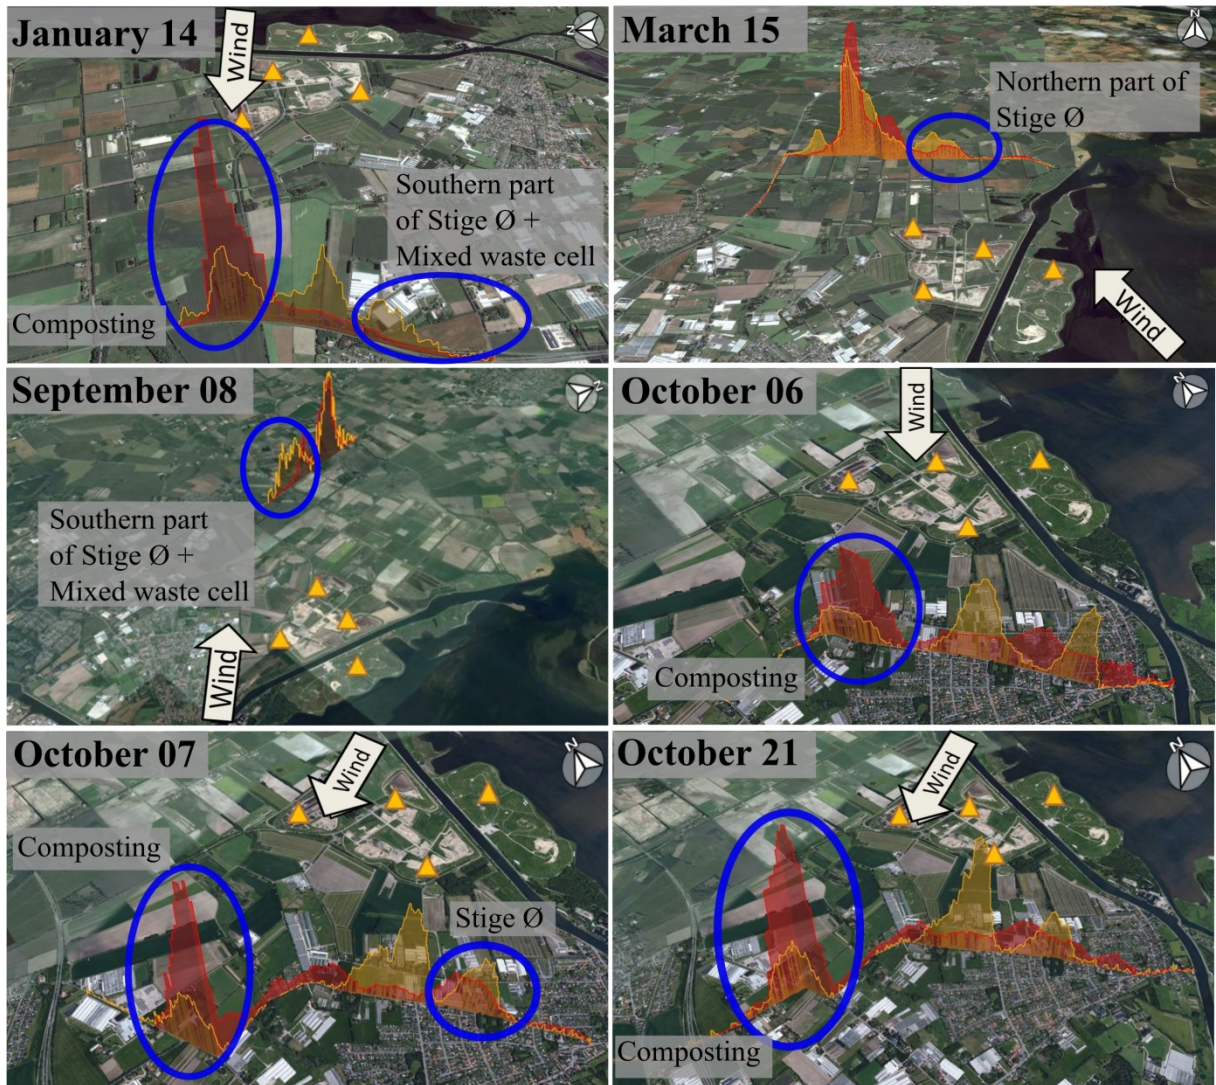 January 14
Wind
N
Southern part
of Stige Ø +
Mixed waste cell
Composting
March 15
N
Northern part of
Stige Ø
Wind
September 08
N
Southern part
of Stige Ø +
Mixed waste cell
Wind
October 06
Wind
N
Composting
October 07
Wind
N
Composting
Stige Ø
October 21
Wind
N
Composting